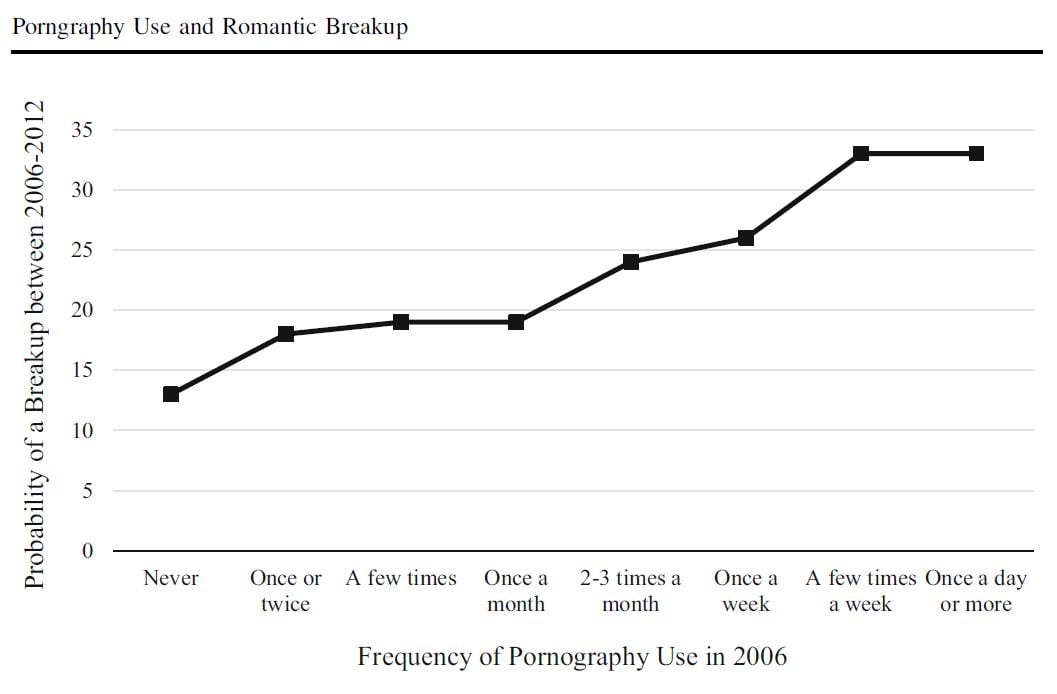 Porngraphy Use and Romantic Breakup
Probability of a Breakup between 2006-2012
35
30
25
20
15
10
5
0
Never
Once or
twice
A few times
Once a
month
2-3 times a
month
Once a
week
A few times
a week
Once a day
or more
Frequency of Pornography Use in 2006